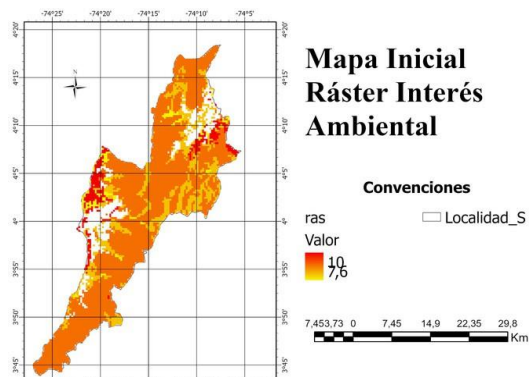 -74°25' -74°20' -74°15' -74°10' -74°5'
4°20'
4°15'
4°10'
4°5'
4°
3°55'
3°50'
3°45'
N
Mapa Inicial
Ráster Interés
Ambiental
Convenciones
ras
Localidad_S
Valor
10
7,6
7,453,73 0 7,45 14,9 22,35 29,8
Km